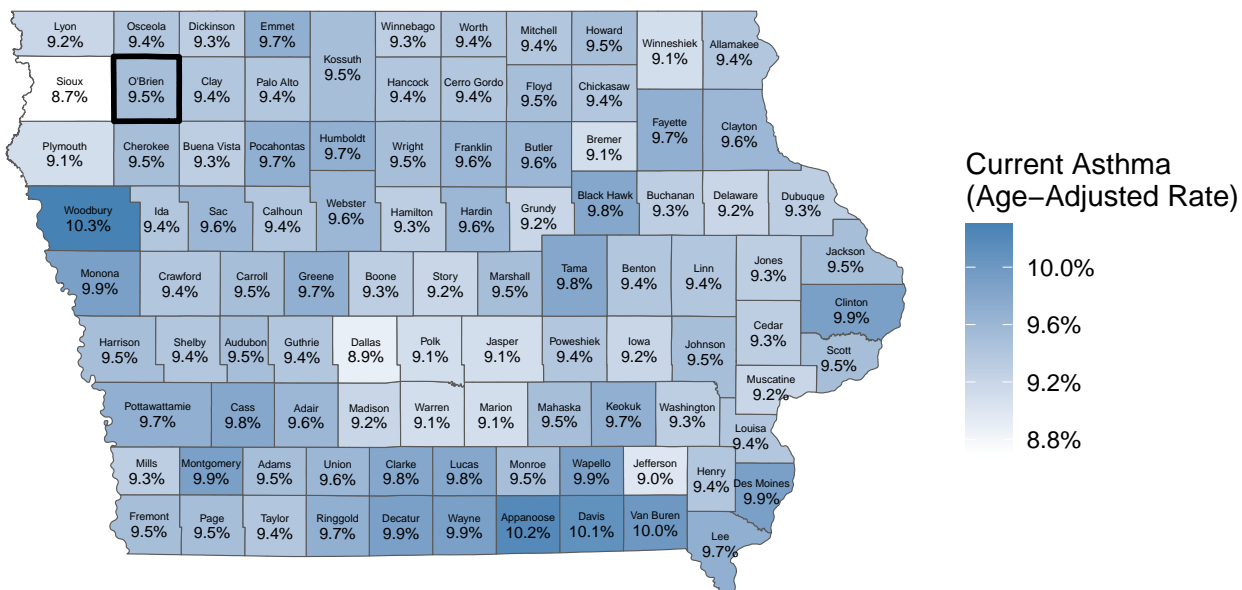 Lyon
9.2%
Osceola
9.4%
Dickinson
9.3%
Emmet
9.7%
Kossuth
9.5%
Winnebago
9.3%
Worth
9.4%
Mitchell
9.4%
Howard
9.5%
Winneshiek
9.1%
Allamakee
9.4%
Sioux
8.7%
O'Brien
9.5%
Clay
9.4%
Palo Alto
9.4%
Hancock
9.4%
Cerro Gordo
9.4%
Floyd
9.5%
Chickasaw
9.4%
Fayette
9.7%
Clayton
9.6%
Plymouth
9.1%
Cherokee
9.5%
Buena Vista
9.3%
Pocahontas
9.7%
Humboldt
9.7%
Wright
9.5%
Franklin
9.6%
Butler
9.6%
Bremer
9.1%
Woodbury
10.3%
Ida
9.4%
Sac
9.6%
Calhoun
9.4%
Webster
9.6%
Hamilton
9.3%
Hardin
9.6%
Grundy
9.2%
Black Hawk
9.8%
Buchanan
9.3%
Delaware
9.2%
Dubuque
9.3%
Monona
9.9%
Crawford
9.4%
Carroll
9.5%
Greene
9.7%
Boone
9.3%
Story
9.2%
Marshall
9.5%
Tama
9.8%
Benton
9.4%
Linn
9.4%
Jones
9.3%
Jackson
9.5%
Clinton
9.9%
Harrison
9.5%
Shelby
9.4%
Audubon
9.5%
Guthrie
9.4%
Dallas
8.9%
Polk
9.1%
Jasper
9.1%
Poweshiek
9.4%
Iowa
9.2%
Johnson
9.5%
Cedar
9.3%
Scott
9.5%
Muscatine
9.2%
Pottawattamie
9.7%
Cass
9.8%
Adair
9.6%
Madison
9.2%
Warren
9.1%
Marion
9.1%
Mahaska
9.5%
Keokuk
9.7%
Washington
9.3%
Louisa
9.4%
Mills
9.3%
Montgomery
9.9%
Adams
9.5%
Union
9.6%
Clarke
9.8%
Lucas
9.8%
Monroe
9.5%
Wapello
9.9%
Jefferson
9.0%
Henry
9.4%
Des Moines
9.9%
Fremont
9.5%
Page
9.5%
Taylor
9.4%
Ringgold
9.7%
Decatur
9.9%
Wayne
9.9%
Appanoose
10.2%
Davis
10.1%
Van Buren
10.0%
Lee
9.7%
Current Asthma
(Age−Adjusted Rate)
10.0%
9.6%
9.2%
8.8%